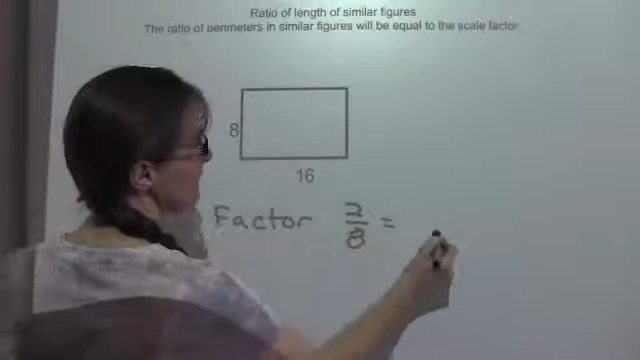 Ratio of length of similar figures
The ratio of perimeters in similar figures will be equal to the scale factor.
8
16
Factor 2/8 =